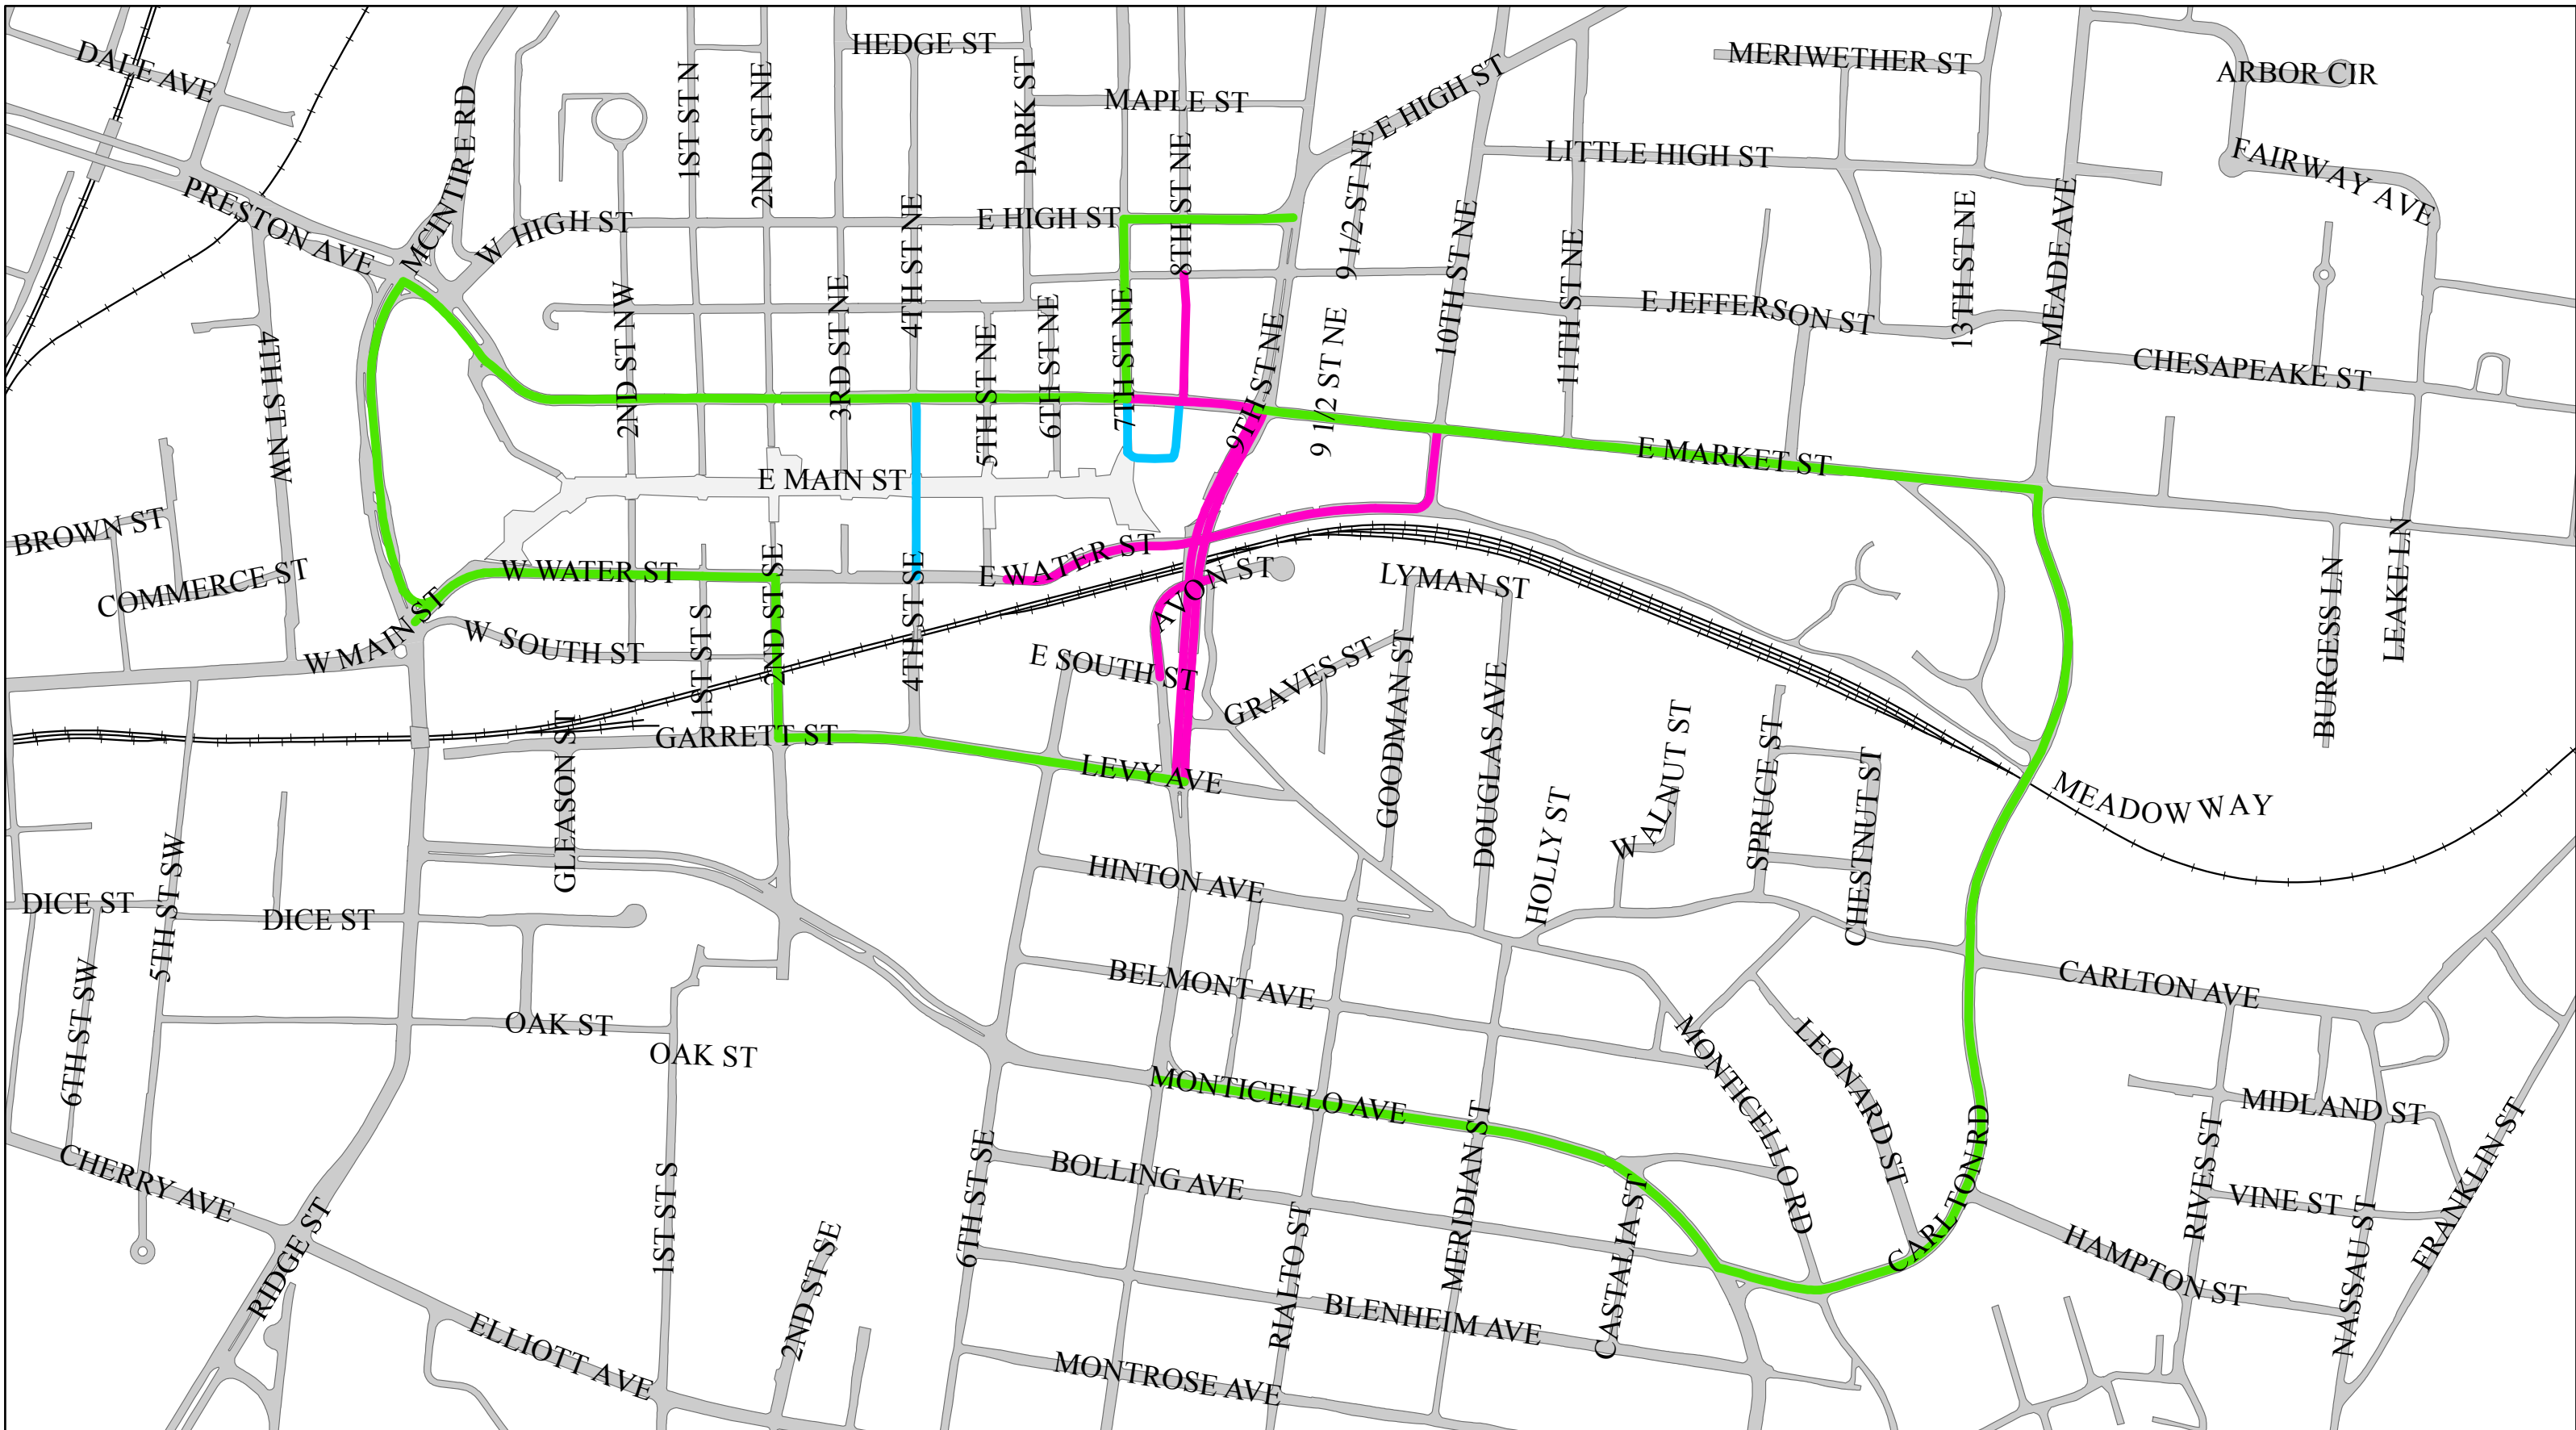 DALE AVE
HEDGE ST
MERIWETHER ST
ARBOR CIR
MCINTIRE RD
1ST ST N
2ND ST NE
PARK ST
MAPLE ST
E HIGH ST
LITTLE HIGH ST
FAIRWAY AVE
PRESTON AVE
W HIGH ST
4TH ST NE
E HIGH ST
8TH ST NE
9 1/2 ST NE
10TH ST NE
11TH ST NE
13TH ST NE
MEADE AVE
E JEFFERSON ST
4TH ST NW
2ND ST NW
3RD ST NE
5TH ST NE
6TH ST NE
7TH ST NE
9TH ST NE
9 1/2 ST NE
CHESAPEAKE ST
E MARKET ST
E MAIN ST
BROWN ST
COMMERCE ST
W WATER ST
2ND ST SE
4TH ST SE
E WATER ST
AVON ST
LYMAN ST
BURGESS LN
LEAKE LN
W MAIN ST
W SOUTH ST
1ST ST S
E SOUTH ST
GRAVES ST
GOODMAN ST
DOUGLAS AVE
GARRETT ST
GLEASON ST
LEVY AVE
HOLLY ST
WALNUT ST
SPRUCE ST
CHESTNUT ST
MEADOW WAY
5TH ST SW
DICE ST
DICE ST
HINTON AVE
6TH ST SW
OAK ST
OAK ST
BELMONT AVE
CARLTON AVE
MONTICELLO AVE
MONTICELLO RD
LEONARD ST
CARLTON RD
MIDLAND ST
CHERRY AVE
RIDGE ST
1ST ST S
2ND ST SE
6TH ST SE
BOLLING AVE
RIALTO ST
MERIDIAN ST
CASTALIA ST
HAMPTON ST
RIVES ST
VINE ST
NASSAU ST
FRANKLIN ST
ELLIOTT AVE
BLENHEIM AVE
MONTROSE AVE